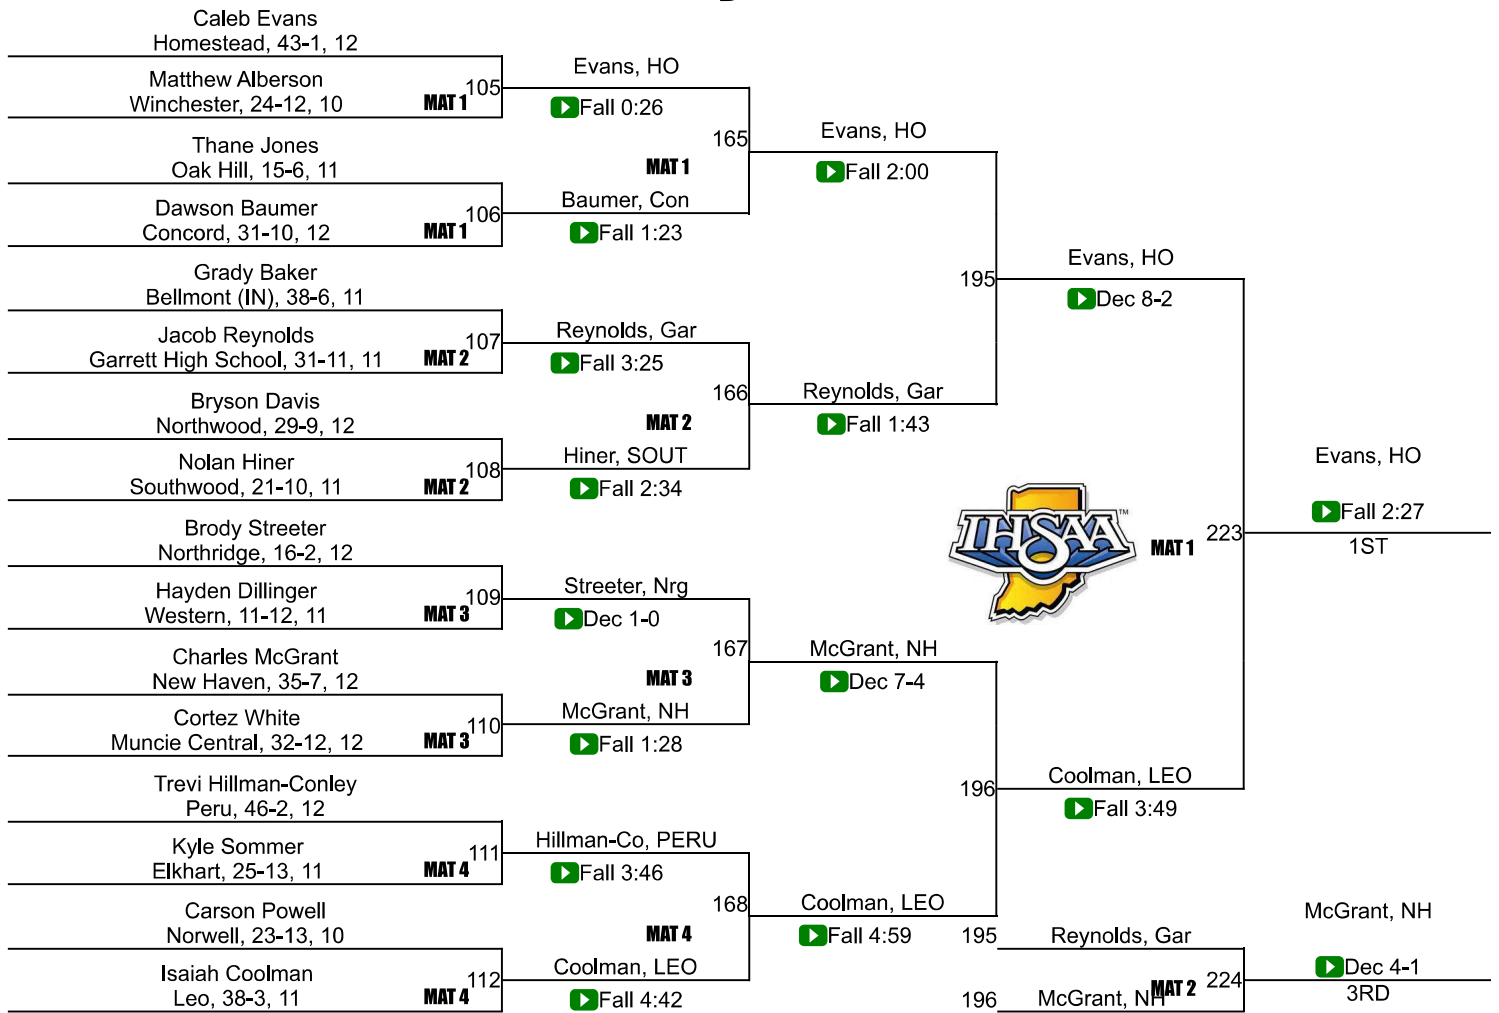 Caleb Evans
Homestead, 43-1, 12
Matthew Alberson
Winchester, 24-12, 10
MAT 1
105
Evans, HO
Fall 0:26
Thane Jones
Oak Hill, 15-6, 11
Dawson Baumer
Concord, 31-10, 12
MAT 1
106
Baumer, Con
Fall 1:23
165
MAT 1
Evans, HO
Fall 2:00
Grady Baker
Bellmont (IN), 38-6, 11
Jacob Reynolds
Garrett High School, 31-11, 11
MAT 2
107
Reynolds, Gar
Fall 3:25
Bryson Davis
Northwood, 29-9, 12
Nolan Hiner
Southwood, 21-10, 11
MAT 2
108
Hiner, SOUT
Fall 2:34
166
MAT 2
Reynolds, Gar
Fall 1:43
195
Evans, HO
Dec 8-2
Brody Streeter
Northridge, 16-2, 12
Hayden Dillinger
Western, 11-12, 11
MAT 3
109
Streeter, Nrg
Dec 1-0
Charles McGrant
New Haven, 35-7, 12
Cortez White
Muncie Central, 32-12, 12
MAT 3
110
McGrant, NH
Fall 1:28
167
MAT 3
McGrant, NH
Dec 7-4
Trevi Hillman-Conley
Peru, 46-2, 12
Kyle Sommer
Elkhart, 25-13, 11
MAT 4
111
Hillman-Co, PERU
Fall 3:46
Carson Powell
Norwell, 23-13, 10
Isaiah Coolman
Leo, 38-3, 11
MAT 4
112
Coolman, LEO
Fall 4:42
168
MAT 4
Coolman, LEO
Fall 4:59
196
Coolman, LEO
Fall 3:49
IHSAA™
MAT 1
223
Evans, HO
Fall 2:27
1ST
195
Reynolds, Gar
196
McGrant, NH
MAT 2
224
McGrant, NH
Dec 4-1
3RD